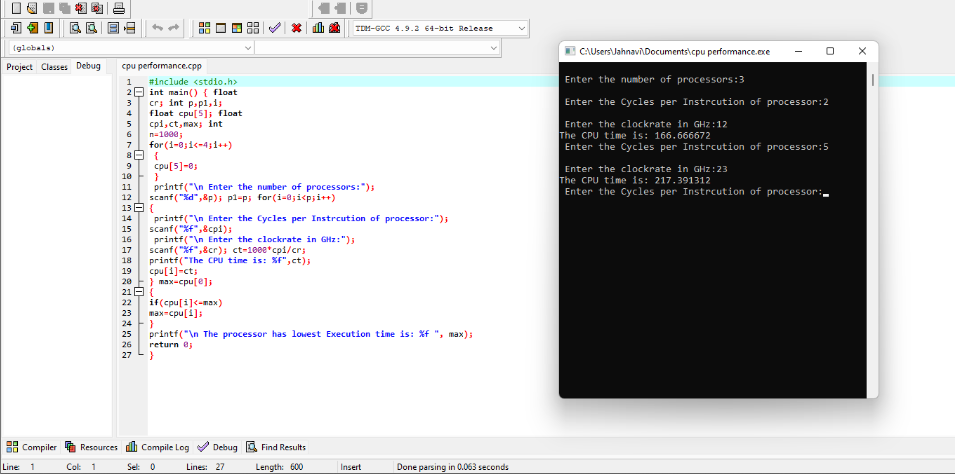 TDM-GCC 4.9.2 64-bit Release
(globals)
Project Classes Debug
cpu performance.cpp
1 #include <stdio.h>
2 int main() { float
3 cr; int p,p1,i;
4 float cpu[5]; float
5 cpi,ct,max; int
6 n=1000;
7 for(i=0;i<=4;i++)
8 {
9 cpu[5]=0;
10 }
11 printf("\n Enter the number of processors:");
12 scanf("%d",&p); p1=p; for(i=0;i<p;i++)
13 {
14 printf("\n Enter the Cycles per Instrcution of processor:");
15 scanf("%f",&cpi);
16 printf("\n Enter the clockrate in GHz:");
17 scanf("%f",&cr); ct=1000*cpi/cr;
18 printf("The CPU time is: %f",ct);
19 cpu[i]=ct;
20 } max=cpu[0];
21 {
22 if(cpu[i]<=max)
23 max=cpu[i];
24 }
25 printf("\n The processor has lowest Execution time is: %f ", max);
26 return 0;
27 }
C:\Users\Jahnavi\Documents\cpu performance.exe
Enter the number of processors:3
Enter the Cycles per Instrcution of processor:2
Enter the clockrate in GHz:12
The CPU time is: 166.666672
Enter the Cycles per Instrcution of processor:5
Enter the clockrate in GHz:23
The CPU time is: 217.391312
Enter the Cycles per Instrcution of processor:
Compiler Resources Compile Log Debug Find Results
Line: 1 Col: 1 Sel: 0 Lines: 27 Length: 600 Insert Done parsing in 0.063 seconds